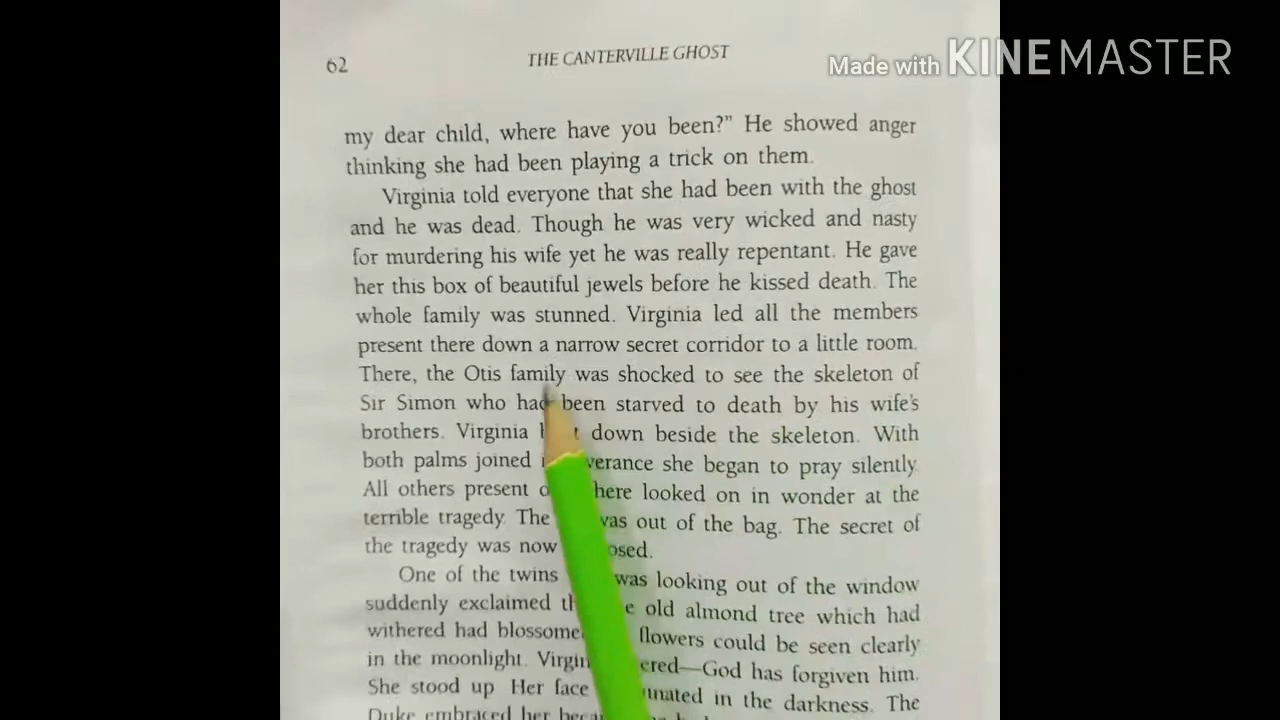 62
THE CANTERVILLE GHOST
Made with KINEMASTER
my dear child, where have you been?" He showed anger
thinking she had been playing a trick on them.
Virginia told everyone that she had been with the ghost
and he was dead. Though he was very wicked and nasty
for murdering his wife yet he was really repentant. He gave
her this box of beautiful jewels before he kissed death. The
whole family was stunned. Virginia led all the members
present there down a narrow secret corridor to a little room.
There, the Otis family was shocked to see the skeleton of
Sir Simon who had been starved to death by his wife's
brothers. Virginia down beside the skeleton. With
both palms joined she began to pray silently
All others present here looked on in wonder at the
terrible tragedy. The was out of the bag. The secret of
the tragedy was now
One of the twins was looking out of the window
suddenly exclaimed old almond tree which had
withered had flowers could be seen clearly
in the moonlight. God has forgiven him.
She stood up Her face in the darkness. The
Duke embraced her